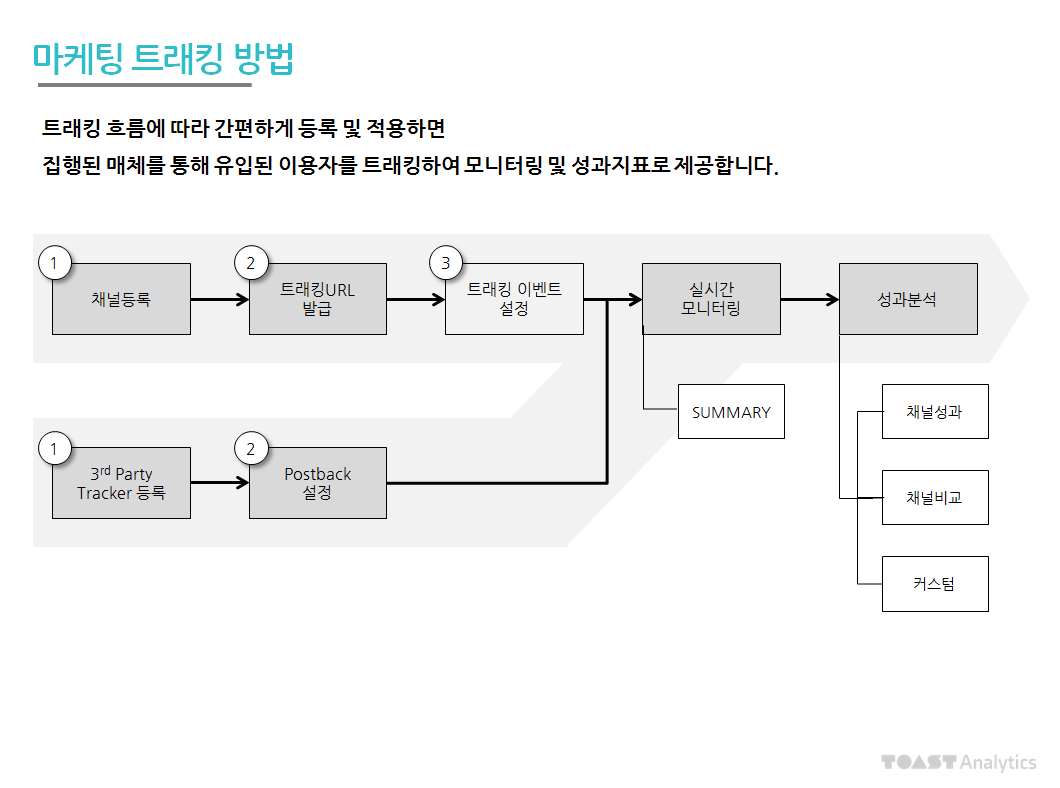 마케팅 트래킹 방법
트래킹 흐름에 따라 간편하게 등록 및 적용하면
집행된 매체를 통해 유입된 이용자를 트래킹하여 모니터링 및 성과지표로 제공합니다.
1
채널등록
2
트래킹URL
발급
3
트래킹 이벤트
설정
실시간
모니터링
성과분석
SUMMARY
채널성과
채널비교
커스텀
1
3rd Party
Tracker 등록
2
Postback
설정
TOAST Analytics